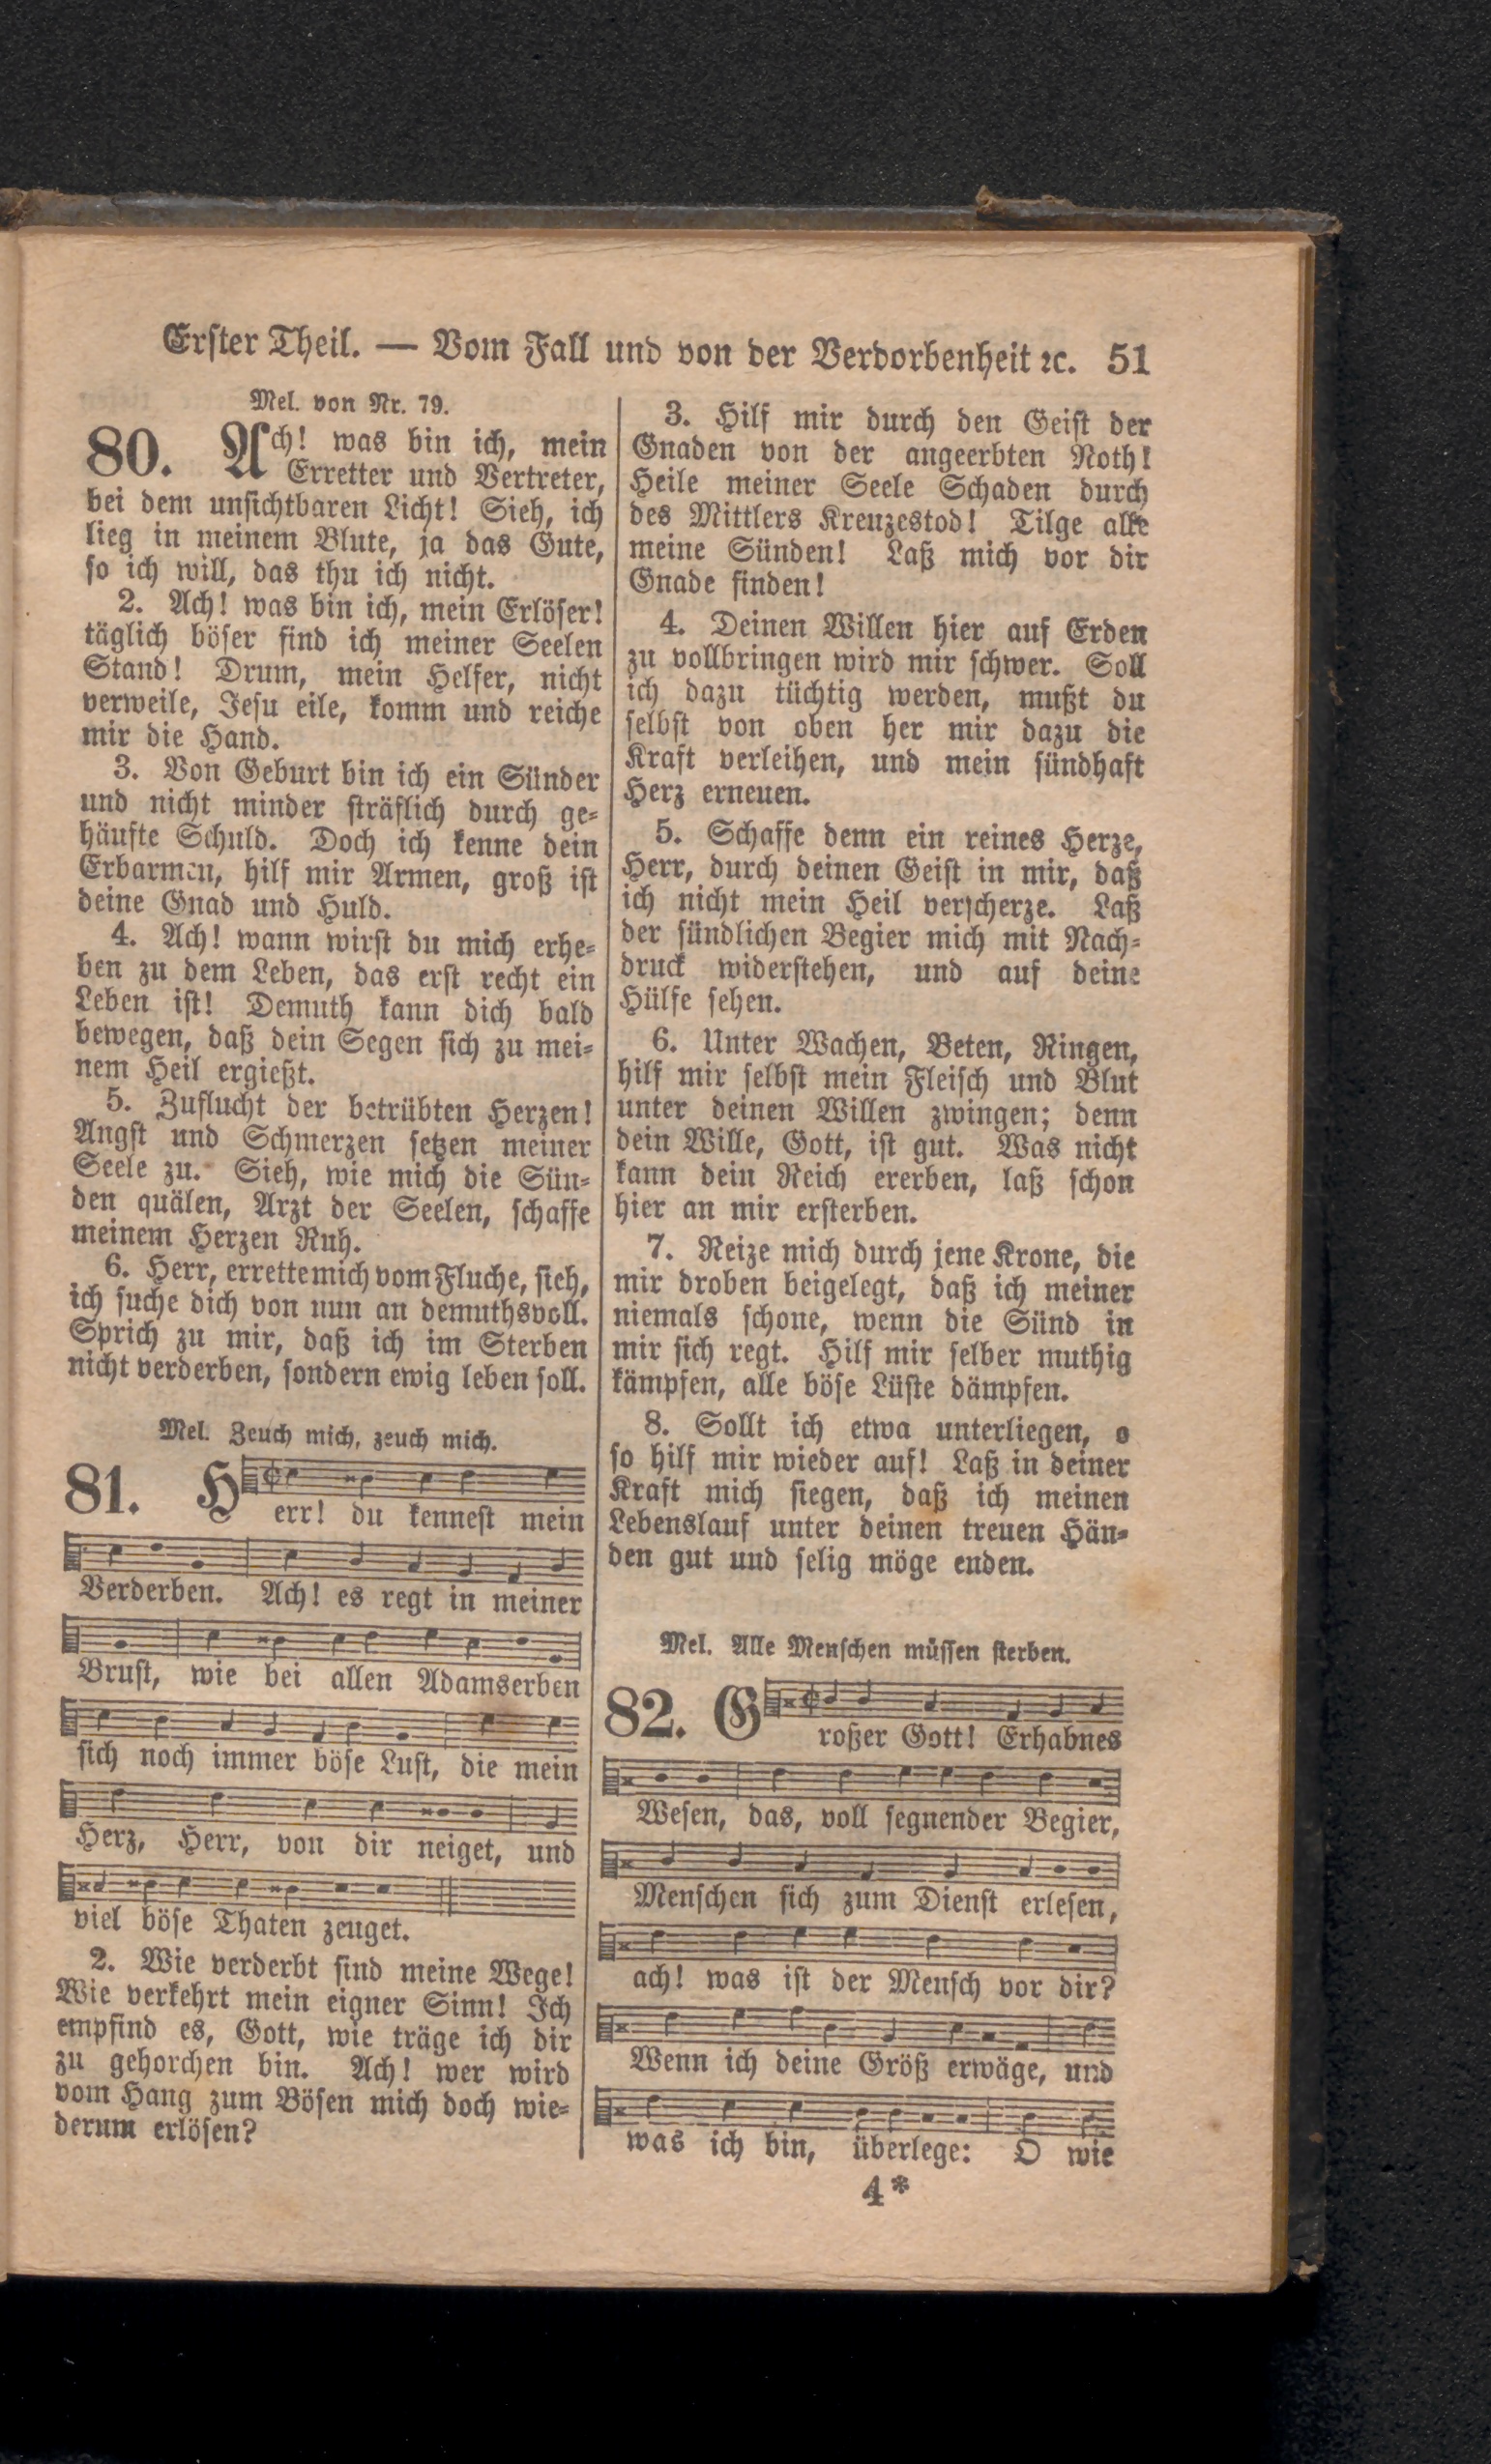 Erster Theil. — Vom Fall und von der Verdorbenheit ꝛc. 51
Mel. von Nr. 79.
80. Ach! was bin ich, mein
Erretter und Vertreter,
bei dem unsichtbaren Licht! Sieh, ich
lieg in meinem Blute, ja das Gute,
so ich will, das thu ich nicht.
2. Ach! was bin ich, mein Erlöser!
täglich böser find ich meiner Seelen
Stand! Drum, mein Helfer, nicht
verweile, Jesu eile, komm und reiche
mir die Hand.
3. Von Geburt bin ich ein Sünder
und nicht minder sträflich durch ge-
häufte Schuld. Doch ich kenne dein
Erbarmen, hilf mir Armen, groß ist
deine Gnad und Huld.
4. Ach! wann wirst du mich erhe-
ben zu dem Leben, das erst recht ein
Leben ist! Demuth kann dich bald
bewegen, daß dein Segen sich zu mei-
nem Heil ergießt.
5. Zuflucht der betrübten Herzen!
Angst und Schmerzen setzen meiner
Seele zu. Sieh, wie mich die Sün-
den quälen, Arzt der Seelen, schaffe
meinem Herzen Ruh.
6. Herr, errette mich vom Fluche, sieh,
ich suche dich von nun an demuthsvoll.
Sprich zu mir, daß ich im Sterben
nicht verderben, sondern ewig leben soll.
Mel. Zeuch mich, zeuch mich.
81. Herr! du kennest mein
Verderben. Ach! es regt in meiner
Brust, wie bei allen Adamserben
sich noch immer böse Lust, die mein
Herz, Herr, von dir neiget, und
viel böse Thaten zeuget.
2. Wie verderbt sind meine Wege!
Wie verkehrt mein eigner Sinn! Ich
empfind es, Gott, wie träge ich dir
zu gehorchen bin. Ach! wer wird
vom Hang zum Bösen mich doch wie-
derum erlösen?
3. Hilf mir durch den Geist der
Gnaden von der angeerbten Noth!
Heile meiner Seele Schaden durch
des Mittlers Kreuzestod! Tilge alle
meine Sünden! Laß mich vor dir
Gnade finden!
4. Deinen Willen hier auf Erden
zu vollbringen wird mir schwer. Soll
ich dazu tüchtig werden, mußt du
selbst von oben her mir dazu die
Kraft verleihen, und mein sündhaft
Herz erneuen.
5. Schaffe denn ein reines Herze,
Herr, durch deinen Geist in mir, daß
ich nicht mein Heil verscherze. Laß
der sündlichen Begier mich mit Nach-
druck widerstehen, und auf deine
Hülfe sehen.
6. Unter Wachen, Beten, Ringen,
hilf mir selbst mein Fleisch und Blut
unter deinen Willen zwingen; denn
dein Wille, Gott, ist gut. Was nicht
kann dein Reich ererben, laß schon
hier an mir ersterben.
7. Reize mich durch jene Krone, die
mir droben beigelegt, daß ich meiner
niemals schone, wenn die Sünd in
mir sich regt. Hilf mir selber muthig
kämpfen, alle böse Lüste dämpfen.
8. Sollt ich etwa unterliegen, o
so hilf mir wieder auf! Laß in deiner
Kraft mich siegen, daß ich meinen
Lebenslauf unter deinen treuen Hän-
den gut und selig möge enden.
Mel. Alle Menschen müssen sterben.
82. Großer Gott! Erhabnes
Wesen, das, voll segnender Begier,
Menschen sich zum Dienst erlesen,
ach! was ist der Mensch vor dir?
Wenn ich deine Größ erwäge, und
was ich bin, überlege: O wie
4*